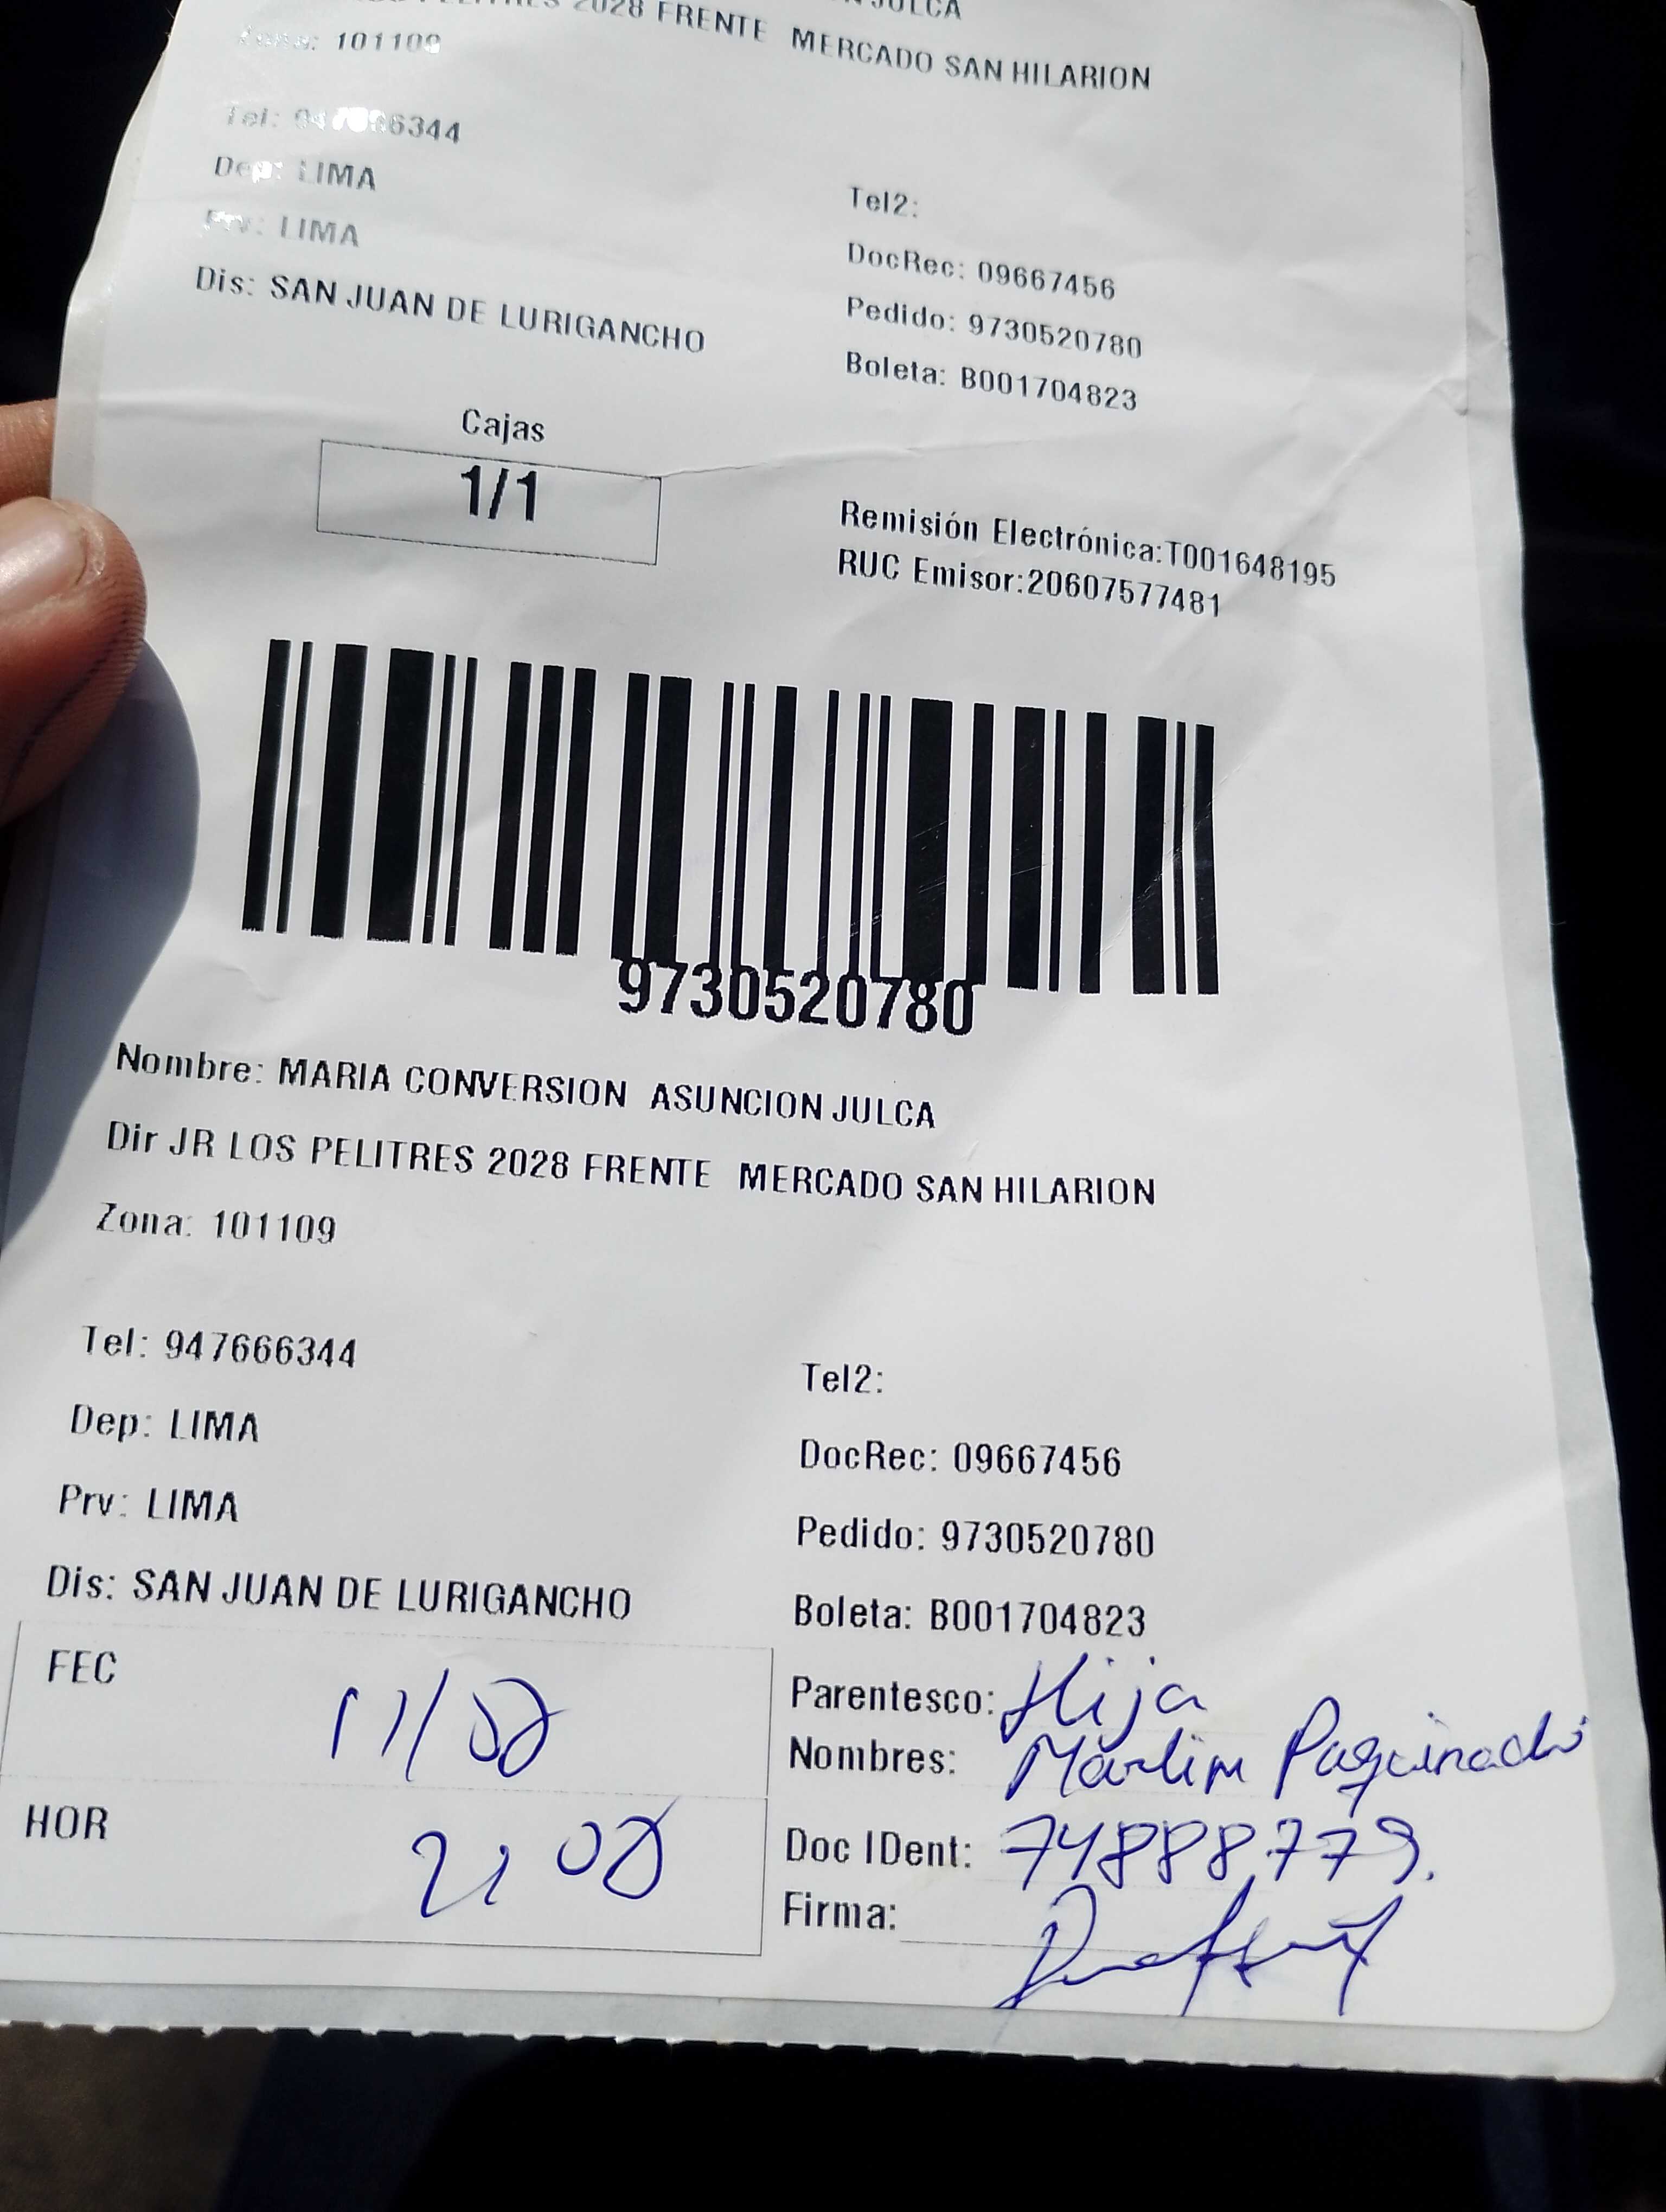 JULCA
PELITRES 2028 FRENTE MERCADO SAN HILARION
Zona: 101109
Tel: 947666344
Dep: LIMA
Prv: LIMA
Dis: SAN JUAN DE LURIGANCHO
Tel2:
DocRec: 09667456
Pedido: 9730520780
Boleta: B001704823
Cajas
1/1
Remisión Electrónica:T001648195
RUC Emisor:20607577481
9730520780
Nombre: MARIA CONVERSION ASUNCION JULCA
Dir JR LOS PELITRES 2028 FRENTE MERCADO SAN HILARION
Zona: 101109
Tel: 947666344
Dep: LIMA
Prv: LIMA
Dis: SAN JUAN DE LURIGANCHO
Tel2:
DocRec: 09667456
Pedido: 9730520780
Boleta: B001704823
FEC 11/08
HOR
Parentesco: Hija
Nombres:
Doc IDent: 74888779.
Firma: